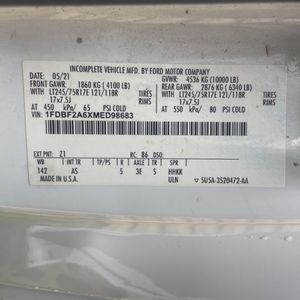 INCOMPLETE VEHICLE MFD. BY FORD MOTOR COMPANY
DATE: 05/21 GVWR: 4536 KG (10000 LB)
FRONT GAWR: 1860 KG (4100 LB) REAR GAWR: 2876 KG (6340 LB)
WITH LT245/75R17E 121/118R TIRES WITH LT245/75R17E 121/118R TIRES
17x7.5J RIMS 17x7.5J RIMS
AT 450 kPa/ 65 PSI COLD AT 550 kPa/ 80 PSI COLD
VIN: 1FDBF2A6XMED98683
EXT PNT: Z1 RC: 86 DSO:
WB INT TR TP/PS R AXLE TR SPR
142 AS 5 3E 5 HHKK
MADE IN U.S.A. ULN SU5A-3520472-AA